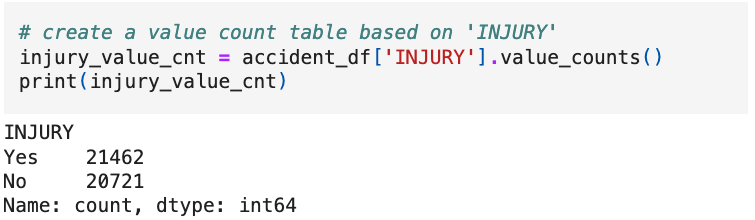 # create a value count table based on 'INJURY'
injury_value_cnt = accident_df['INJURY'].value_counts()
print(injury_value_cnt)
INJURY
Yes    21462
No     20721
Name: count, dtype: int64